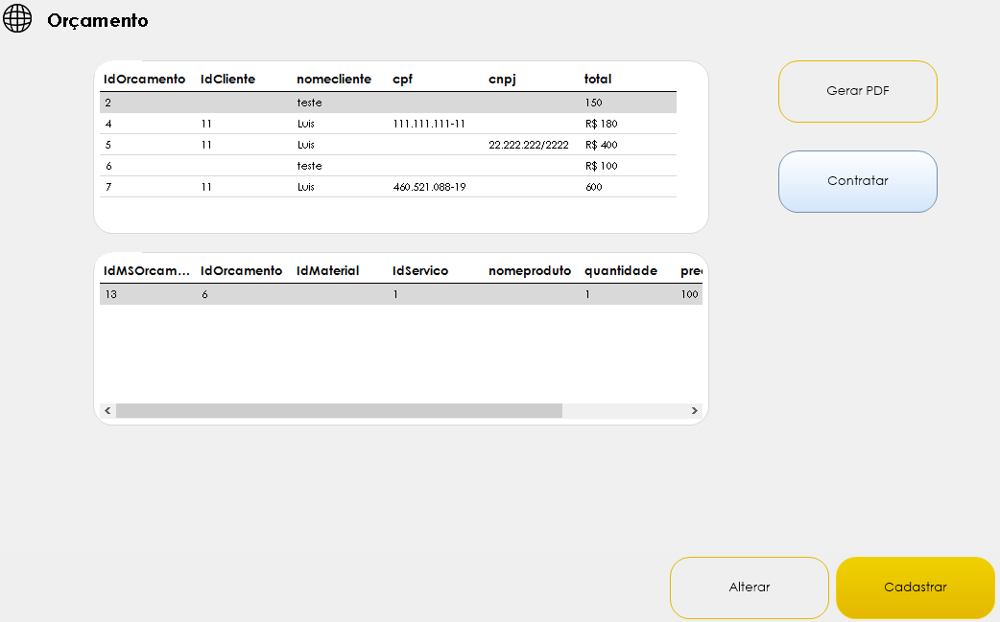 Orçamento
IdOrcamento IdCliente nomecliente cpf cnpj total
2 teste 150
4 11 Luis 111.111.111-11 R$ 180
5 11 Luis 22.222.222/2222 R$ 400
6 teste R$ 100
7 11 Luis 460.521.088-19 600
Gerar PDF
Contratar
IdMSOrcam... IdOrcamento IdMaterial IdServico nomeproduto quantidade
13 6 1 1 100
Alterar
Cadastrar